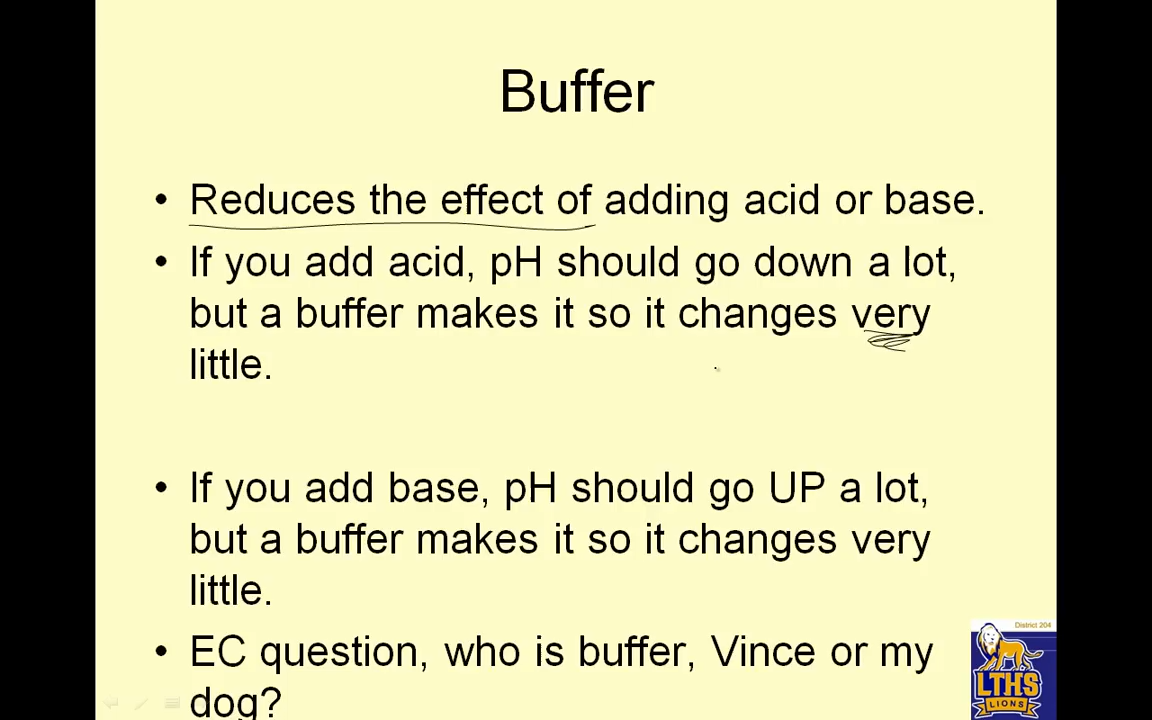 Buffer
• Reduces the effect of adding acid or base.
• If you add acid, pH should go down a lot,
but a buffer makes it so it changes very
little.
• If you add base, pH should go UP a lot,
but a buffer makes it so it changes very
little.
• EC question, who is buffer, Vince or my
dog?
District 204
LTHS
LIONS